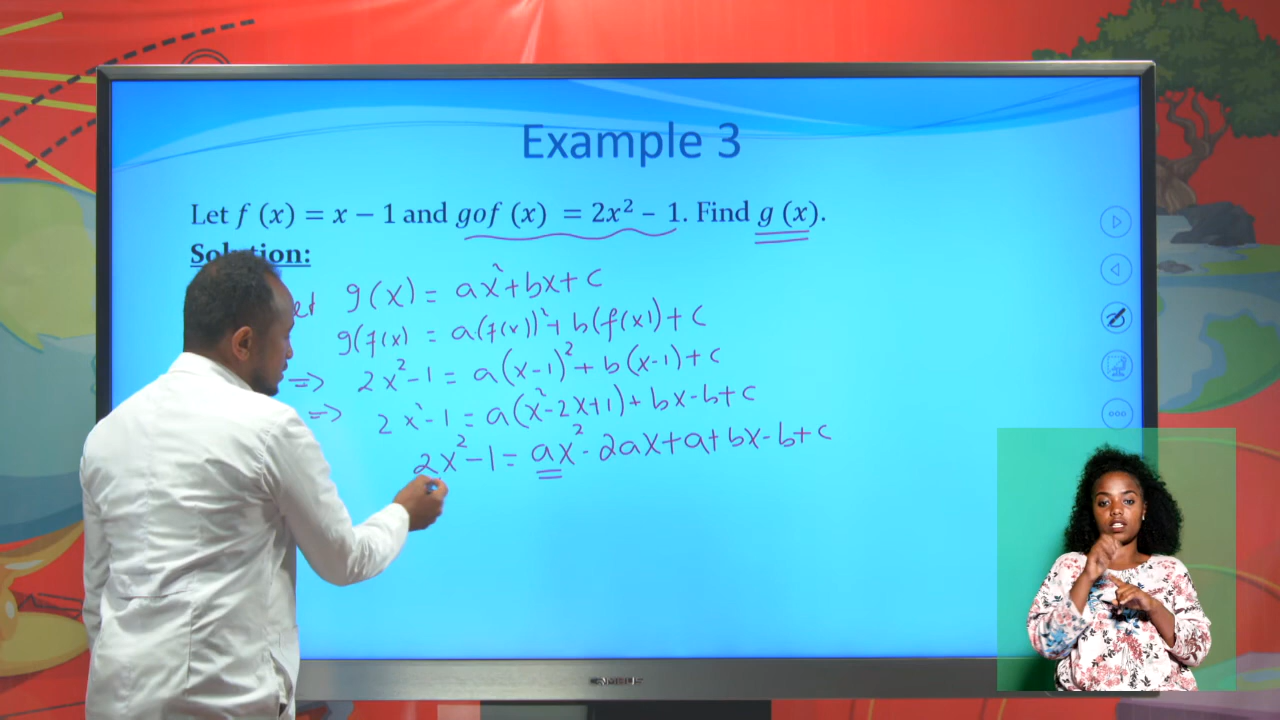 Example 3
Let f (x) = x − 1 and gof (x) = 2x² – 1. Find g (x).
Solution:
g(x) = ax²+bx+c
g(f(x) = a(f(x))²+ b(f(x))+c
=> 2x²-1 = a(x-1)²+b(x-1)+c
=> 2x²-1 = a(x²-2x+1)+bx-b+c
2x²-1= ax²-2ax+a+bx-b+c